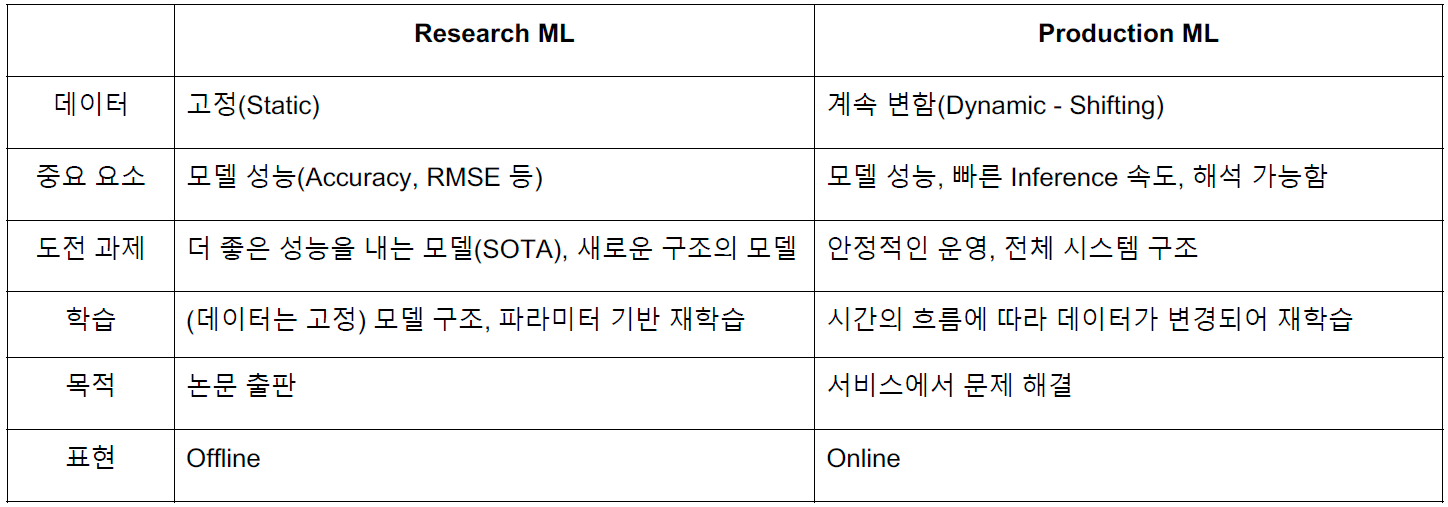 Research ML Production ML
데이터 고정(Static) 계속 변함(Dynamic - Shifting)
중요 요소 모델 성능(Accuracy, RMSE 등) 모델 성능, 빠른 Inference 속도, 해석 가능함
도전 과제 더 좋은 성능을 내는 모델(SOTA), 새로운 구조의 모델 안정적인 운영, 전체 시스템 구조
학습 (데이터는 고정) 모델 구조, 파라미터 기반 재학습 시간의 흐름에 따라 데이터가 변경되어 재학습
목적 논문 출판 서비스에서 문제 해결
표현 Offline Online